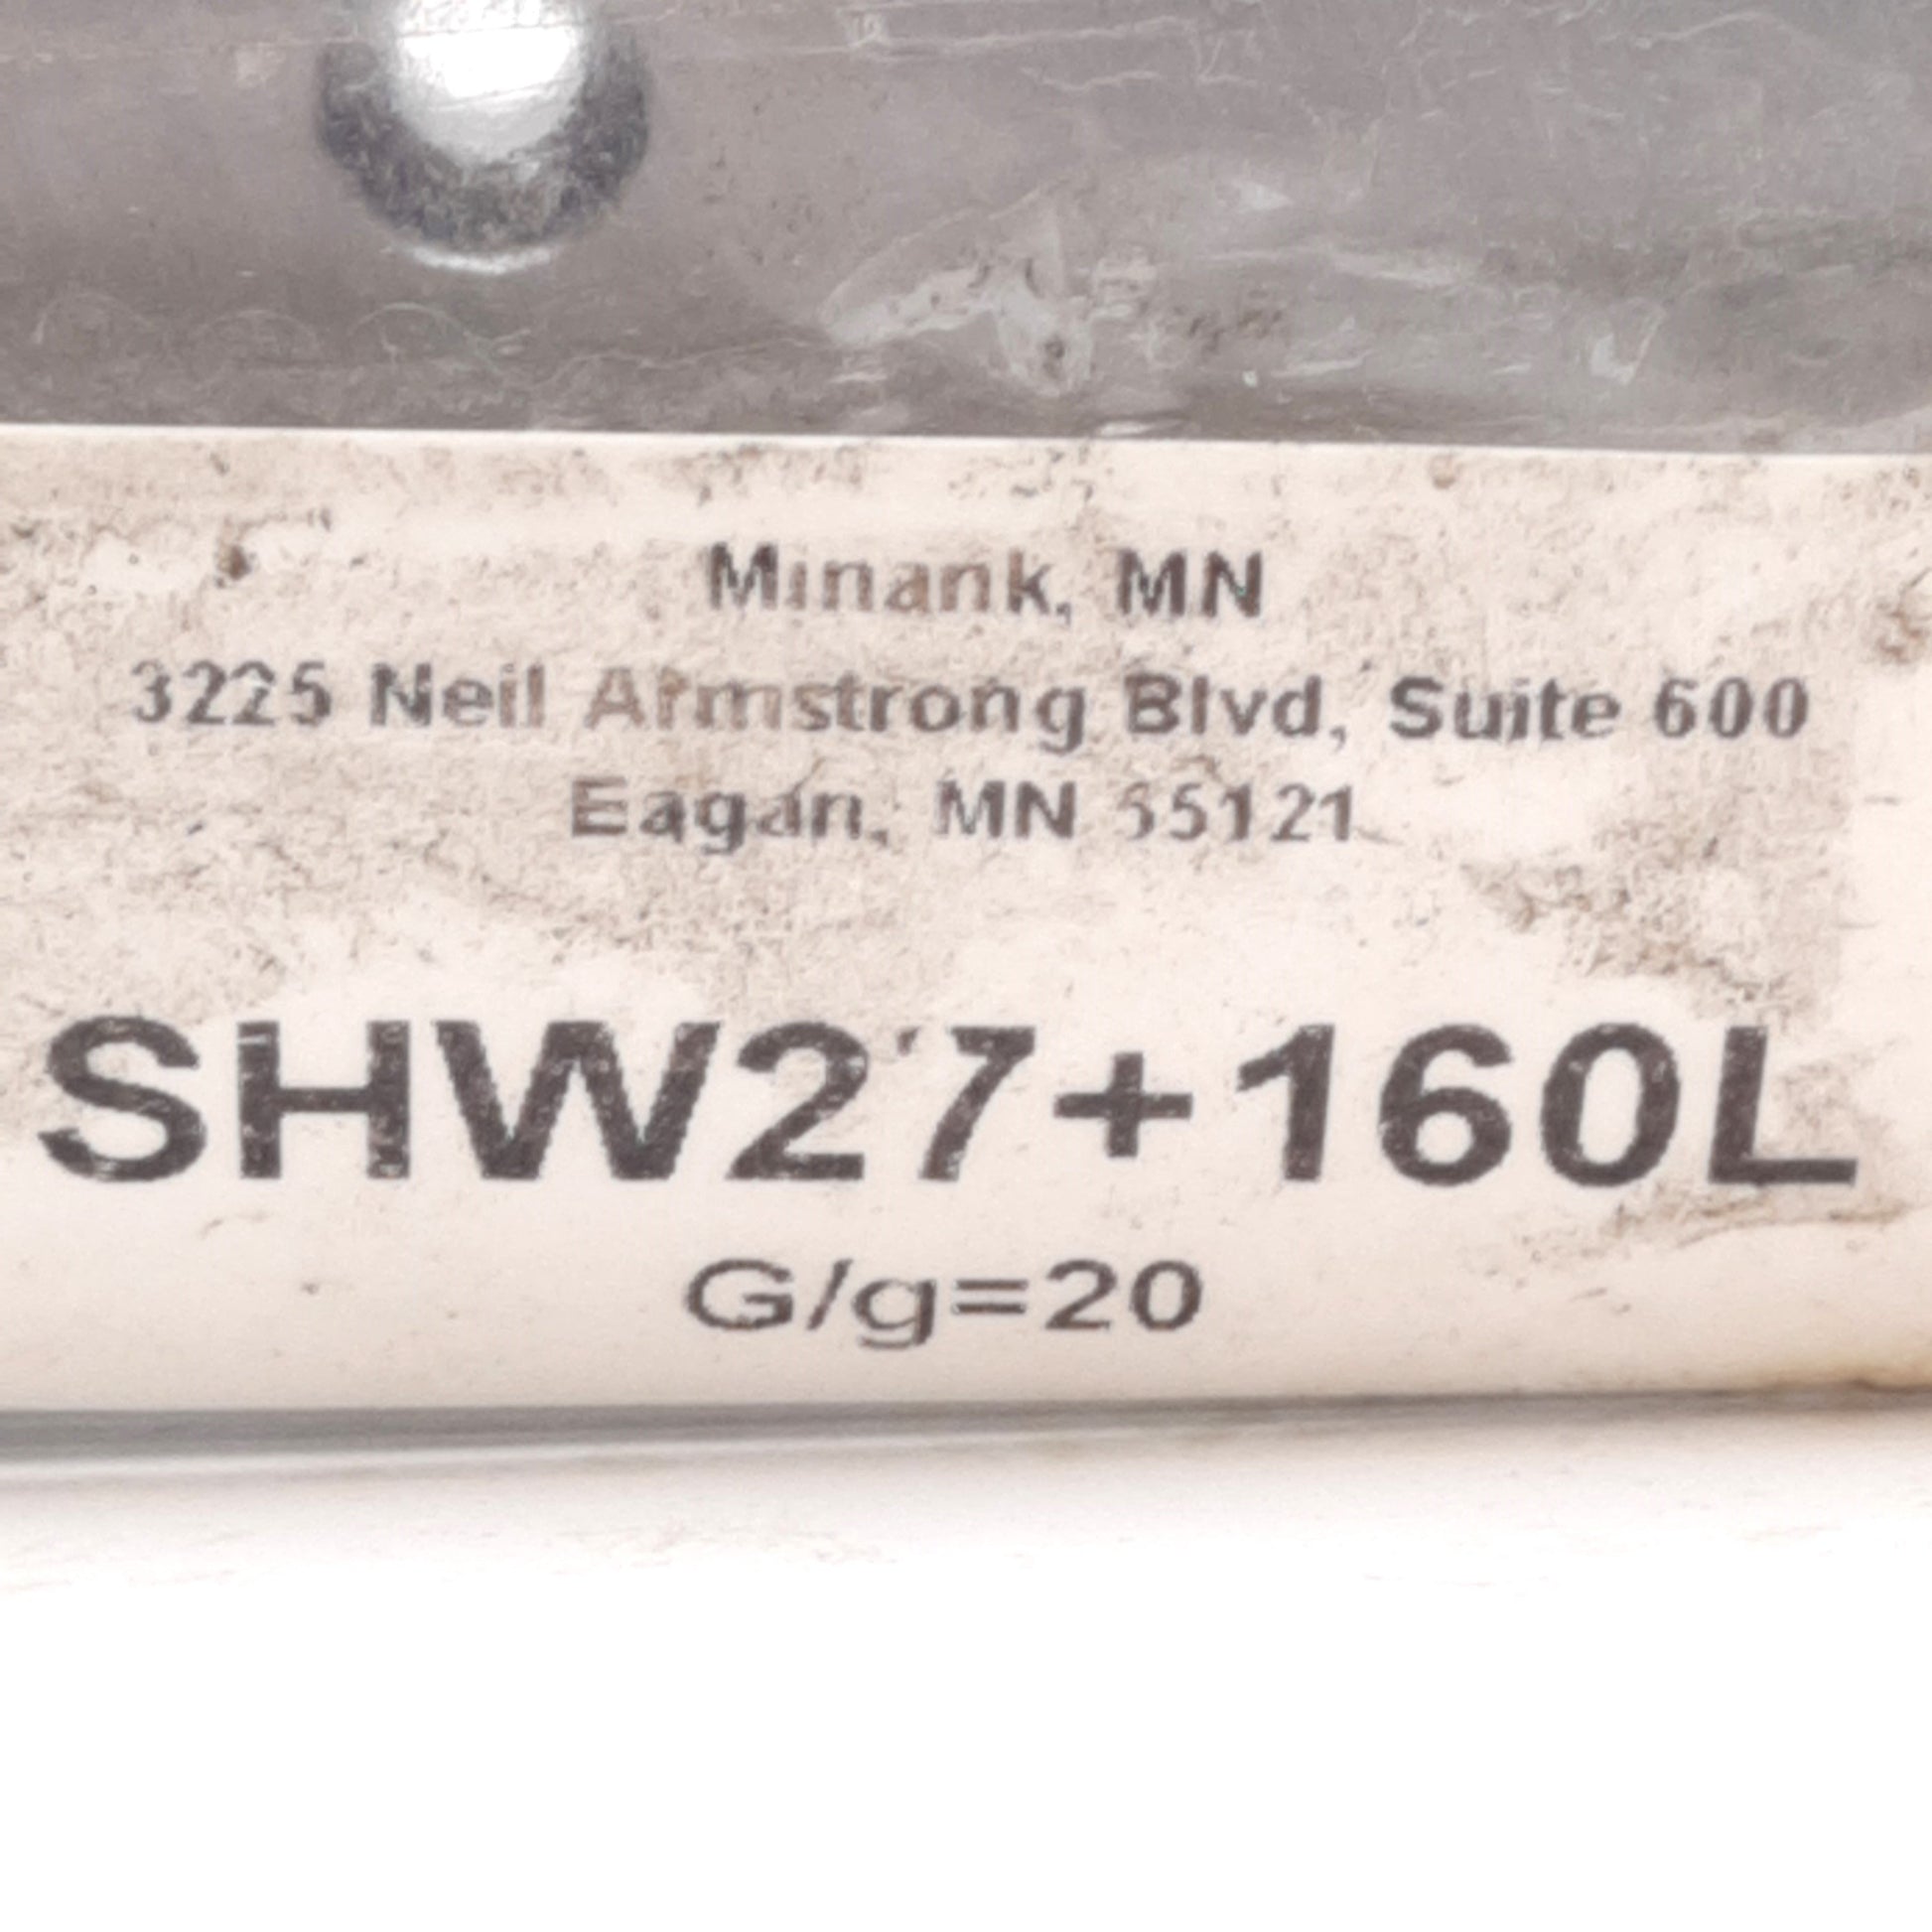 Minank, MN
3225 Neil Armstrong Blvd, Suite 600
Eagan, MN 55121
SHW27+160L
G/g=20